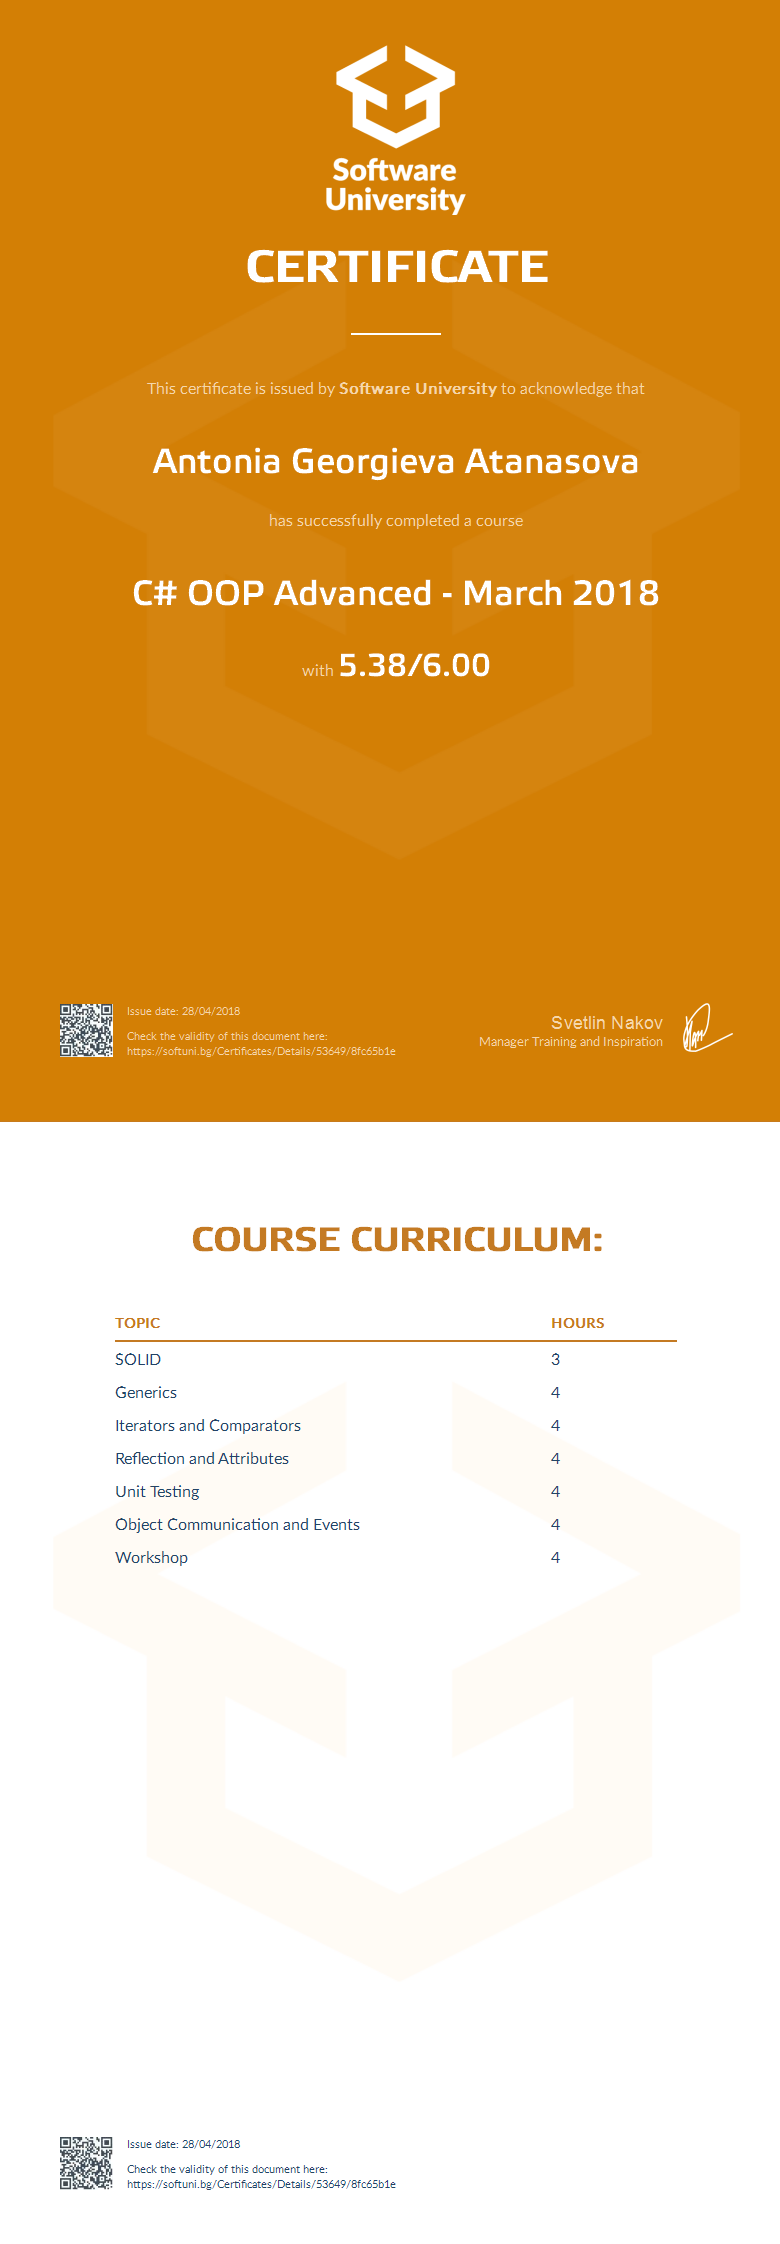 Software
University
CERTIFICATE
This certificate is issued by Software University to acknowledge that
Antonia Georgieva Atanasova
has successfully completed a course
C# OOP Advanced - March 2018
with 5.38/6.00
Issue date: 28/04/2018
Check the validity of this document here:
https://softuni.bg/Certificates/Details/53649/8fc65b1e
Svetlin Nakov
Manager Training and Inspiration
COURSE CURRICULUM:
TOPIC HOURS
SOLID 3
Generics 4
Iterators and Comparators 4
Reflection and Attributes 4
Unit Testing 4
Object Communication and Events 4
Workshop 4
Issue date: 28/04/2018
Check the validity of this document here:
https://softuni.bg/Certificates/Details/53649/8fc65b1e